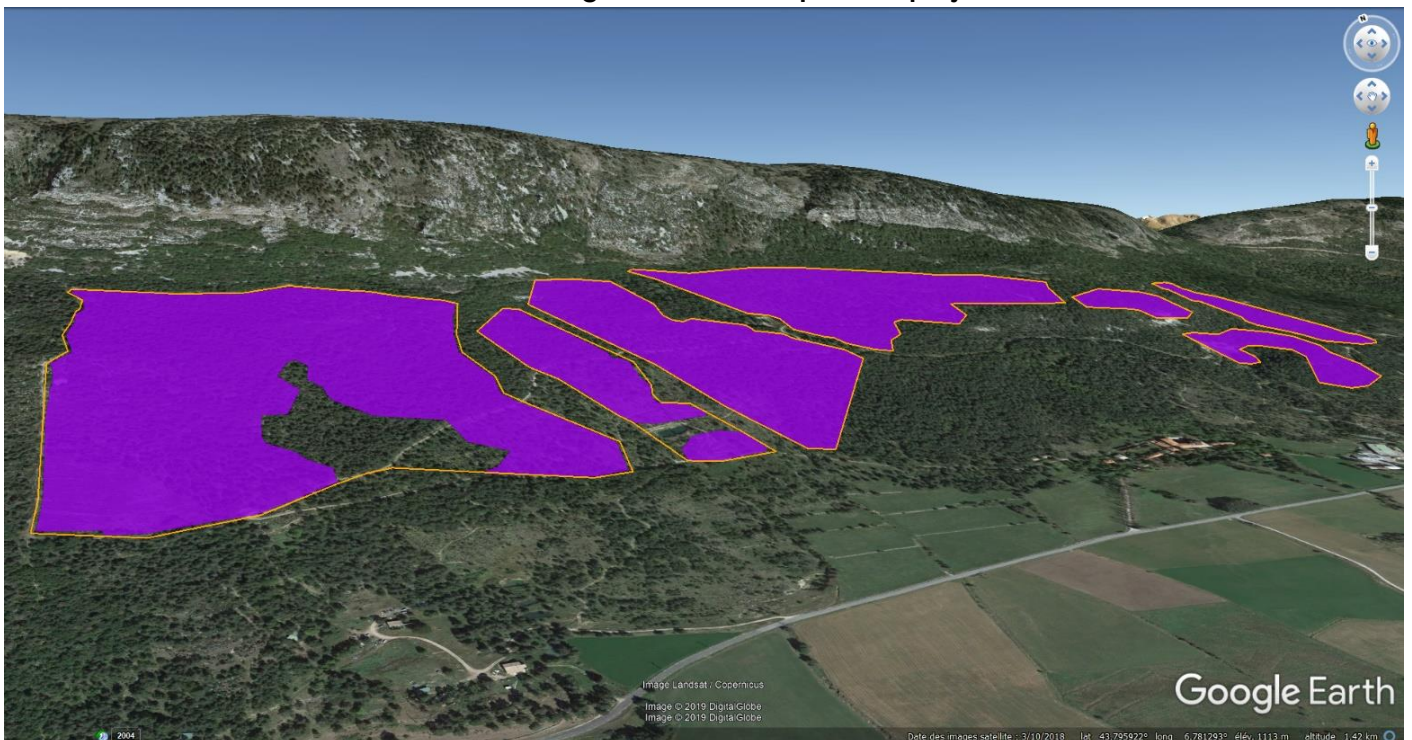 N
Image Landsat / Copernicus
Image © 2019 DigitalGlobe
Image © 2019 DigitalGlobe
Google Earth
2004
Date des images satellite : 3/10/2018 lat 43.795922° long 6.781293° élév. 1113 m altitude 1.42 km